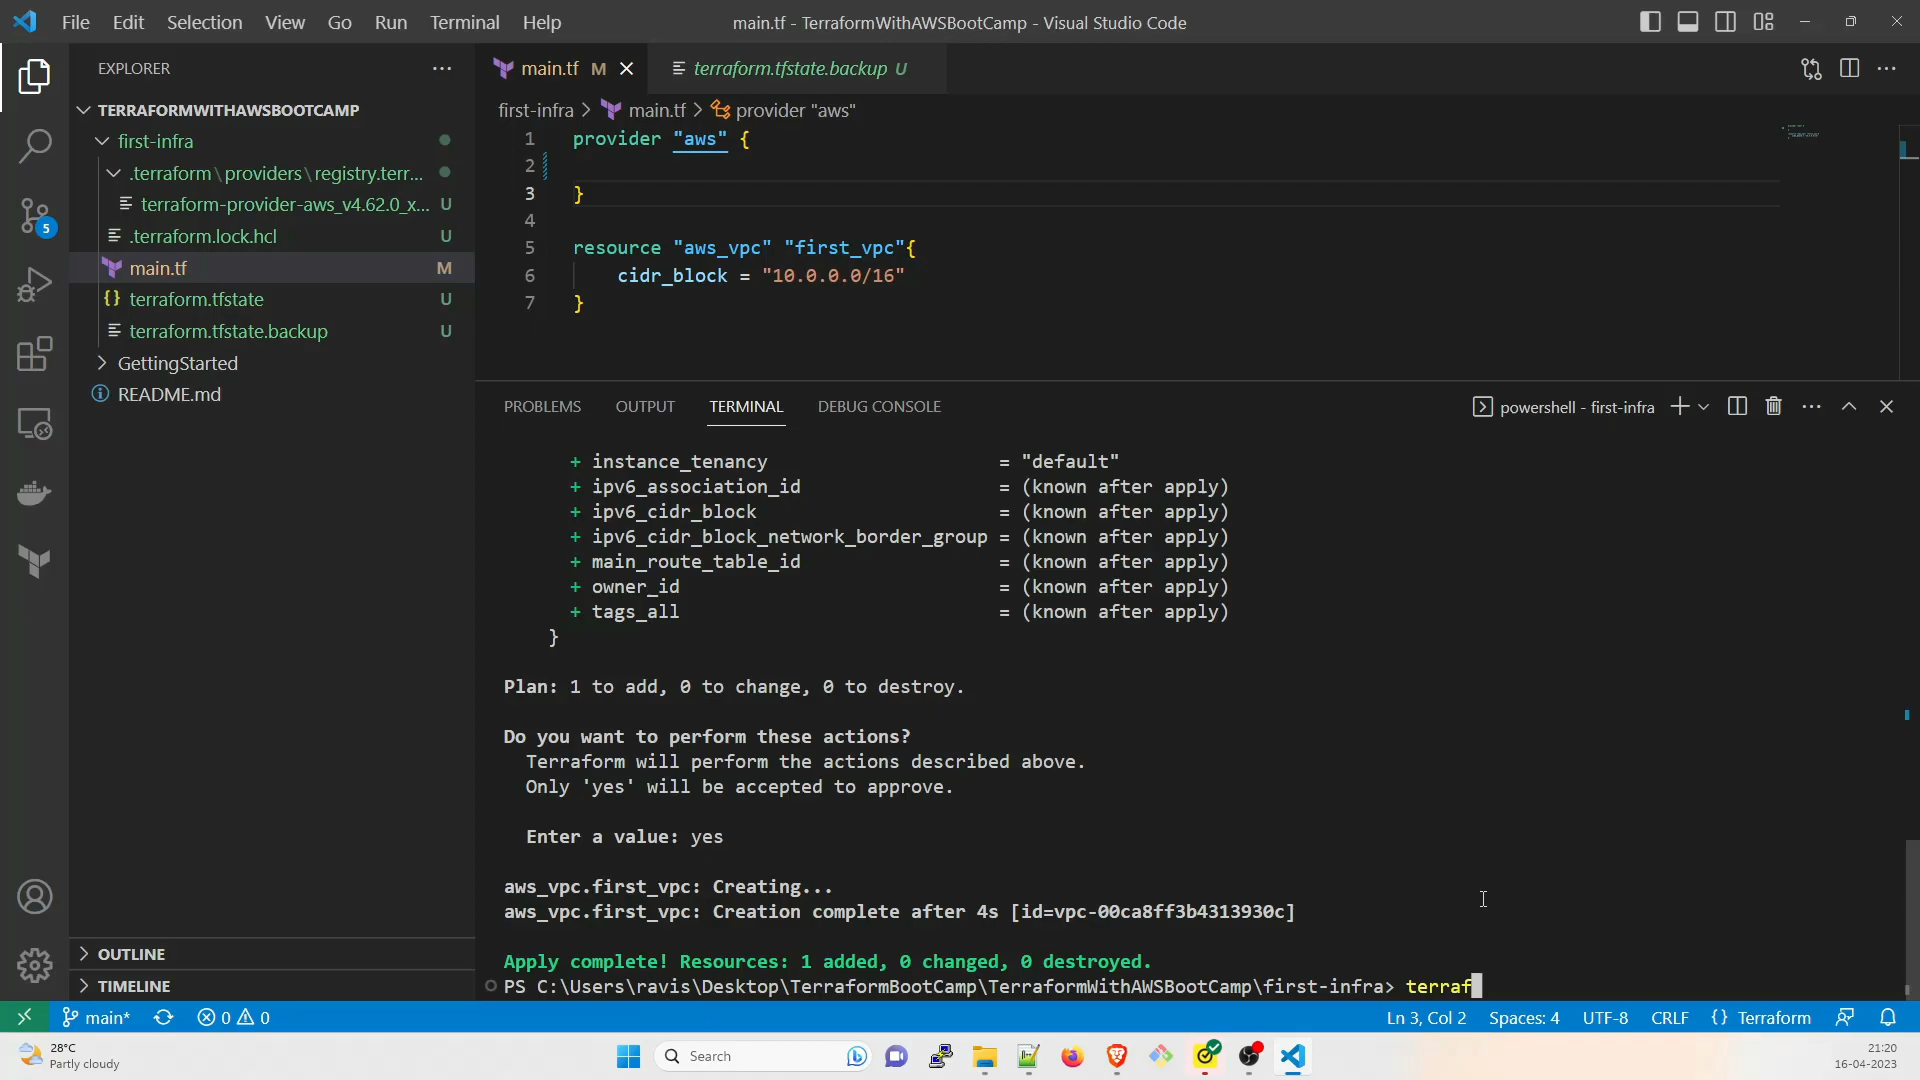 File Edit Selection View Go Run Terminal Help
main.tf - TerraformWithAWSBootCamp - Visual Studio Code
EXPLORER
TERRAFORMWITHAWSBOOTCAMP
first-infra
.terraform\providers\registry.terr...
terraform-provider-aws_v4.62.0_x... U
.terraform.lock.hcl U
main.tf M
terraform.tfstate U
terraform.tfstate.backup U
GettingStarted
README.md
5
OUTLINE
TIMELINE
main.tf M
terraform.tfstate.backup U
first-infra > main.tf > provider "aws"
1 provider "aws" {
2
3 }
4
5 resource "aws_vpc" "first_vpc"{
6 cidr_block = "10.0.0.0/16"
7 }
PROBLEMS OUTPUT TERMINAL DEBUG CONSOLE
powershell - first-infra
+ instance_tenancy = "default"
+ ipv6_association_id = (known after apply)
+ ipv6_cidr_block = (known after apply)
+ ipv6_cidr_block_network_border_group = (known after apply)
+ main_route_table_id = (known after apply)
+ owner_id = (known after apply)
+ tags_all = (known after apply)
}
Plan: 1 to add, 0 to change, 0 to destroy.
Do you want to perform these actions?
Terraform will perform the actions described above.
Only 'yes' will be accepted to approve.
Enter a value: yes
aws_vpc.first_vpc: Creating...
aws_vpc.first_vpc: Creation complete after 4s [id=vpc-00ca8ff3b4313930c]
Apply complete! Resources: 1 added, 0 changed, 0 destroyed.
PS C:\Users\ravis\Desktop\TerraformBootCamp\TerraformWithAWSBootCamp\first-infra> terraf
main* 0 0
Ln 3, Col 2 Spaces: 4 UTF-8 CRLF {} Terraform
28°C
Partly cloudy
Search
21:20
16-04-2023